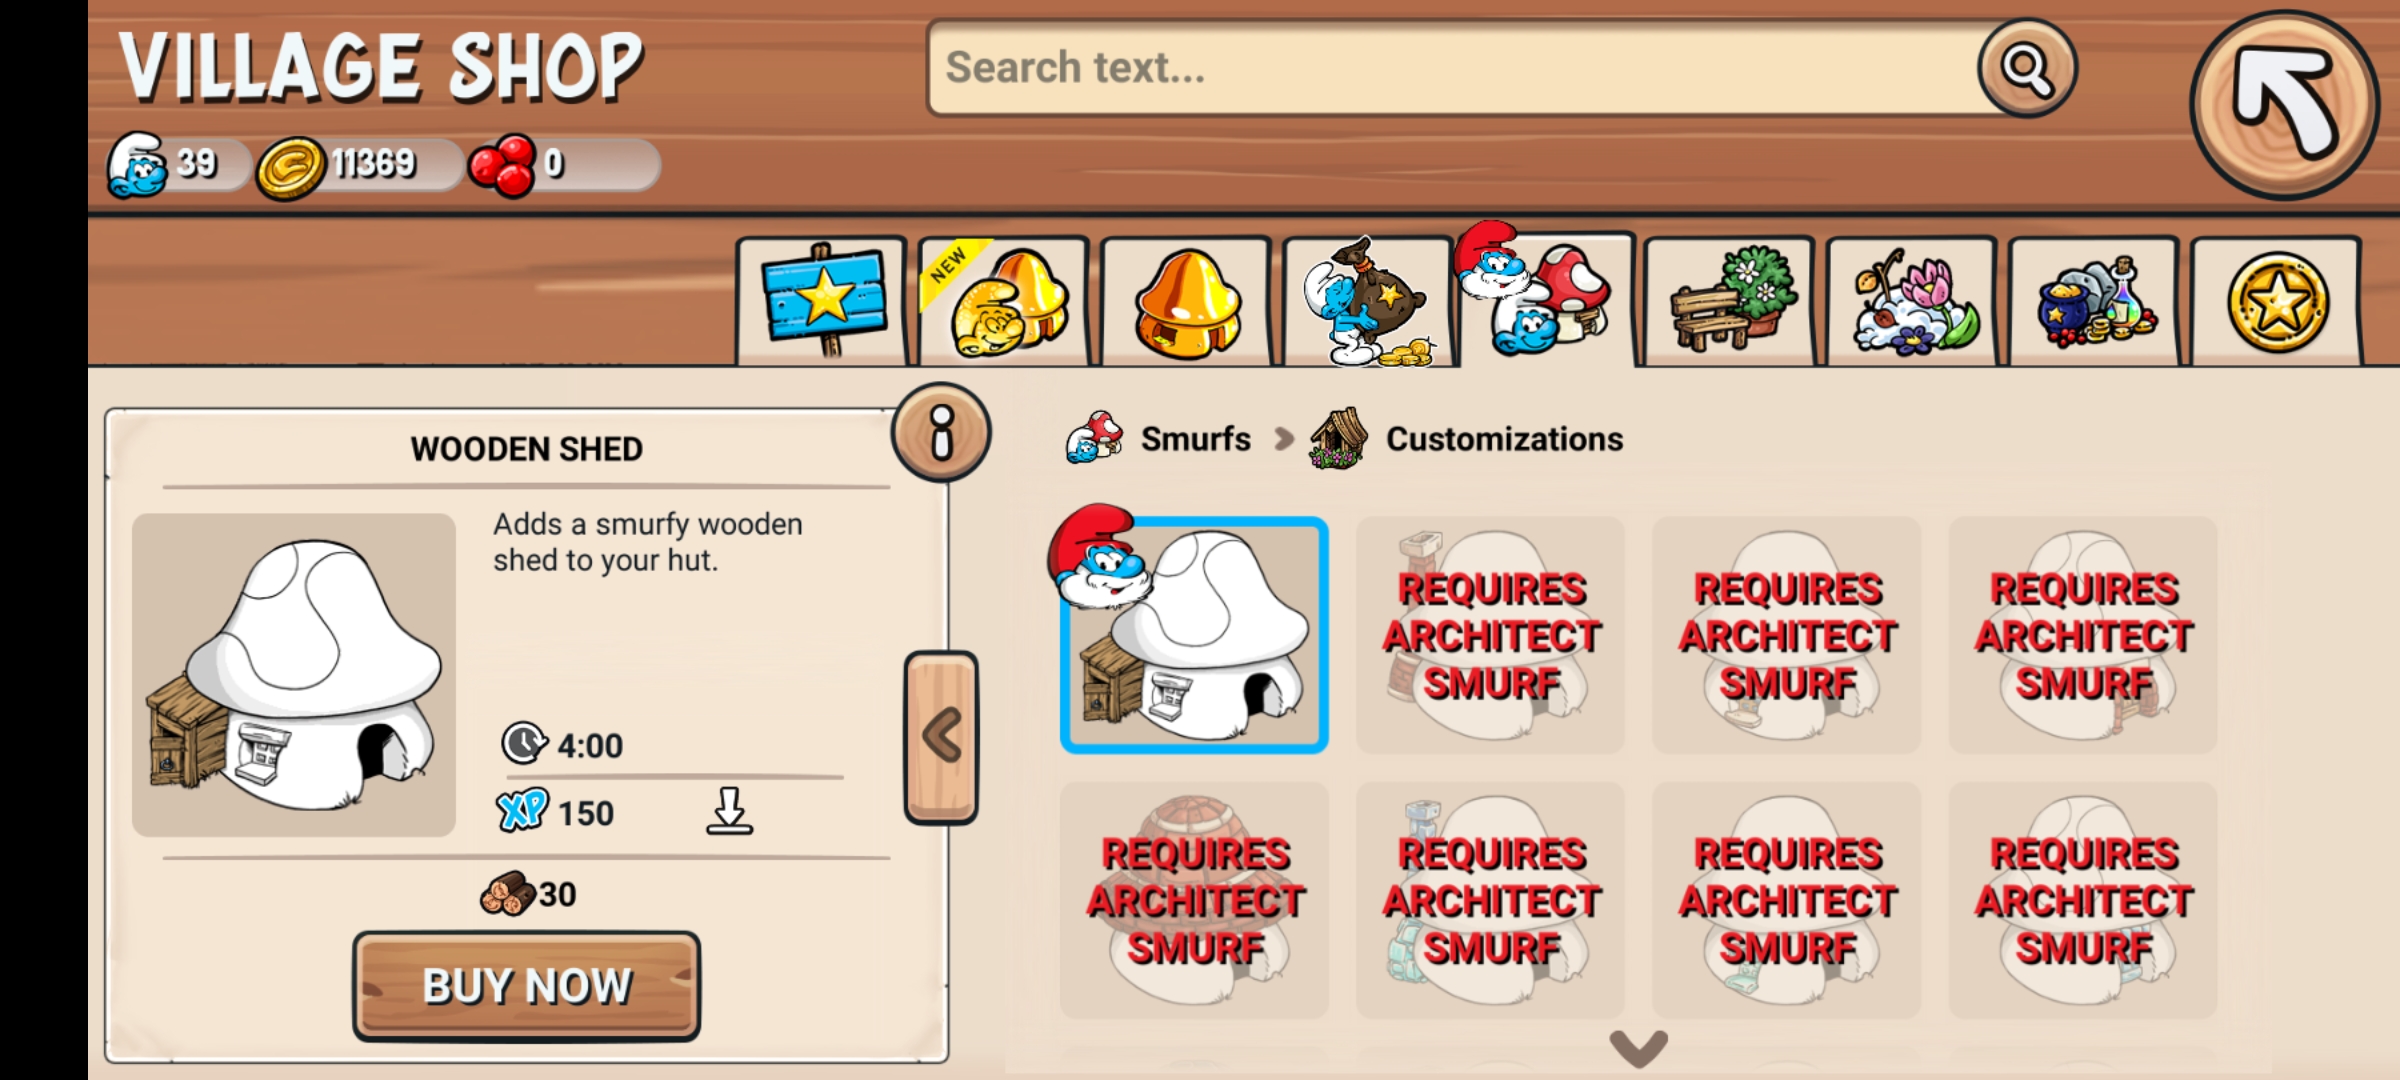 VILLAGE SHOP
Search text...
39
11369
0
NEW
WOODEN SHED
Adds a smurfy wooden
shed to your hut.
4:00
XP 150
30
BUY NOW
Smurfs
Customizations
REQUIRES
ARCHITECT
SMURF
REQUIRES
ARCHITECT
SMURF
REQUIRES
ARCHITECT
SMURF
REQUIRES
ARCHITECT
SMURF
REQUIRES
ARCHITECT
SMURF
REQUIRES
ARCHITECT
SMURF
REQUIRES
ARCHITECT
SMURF